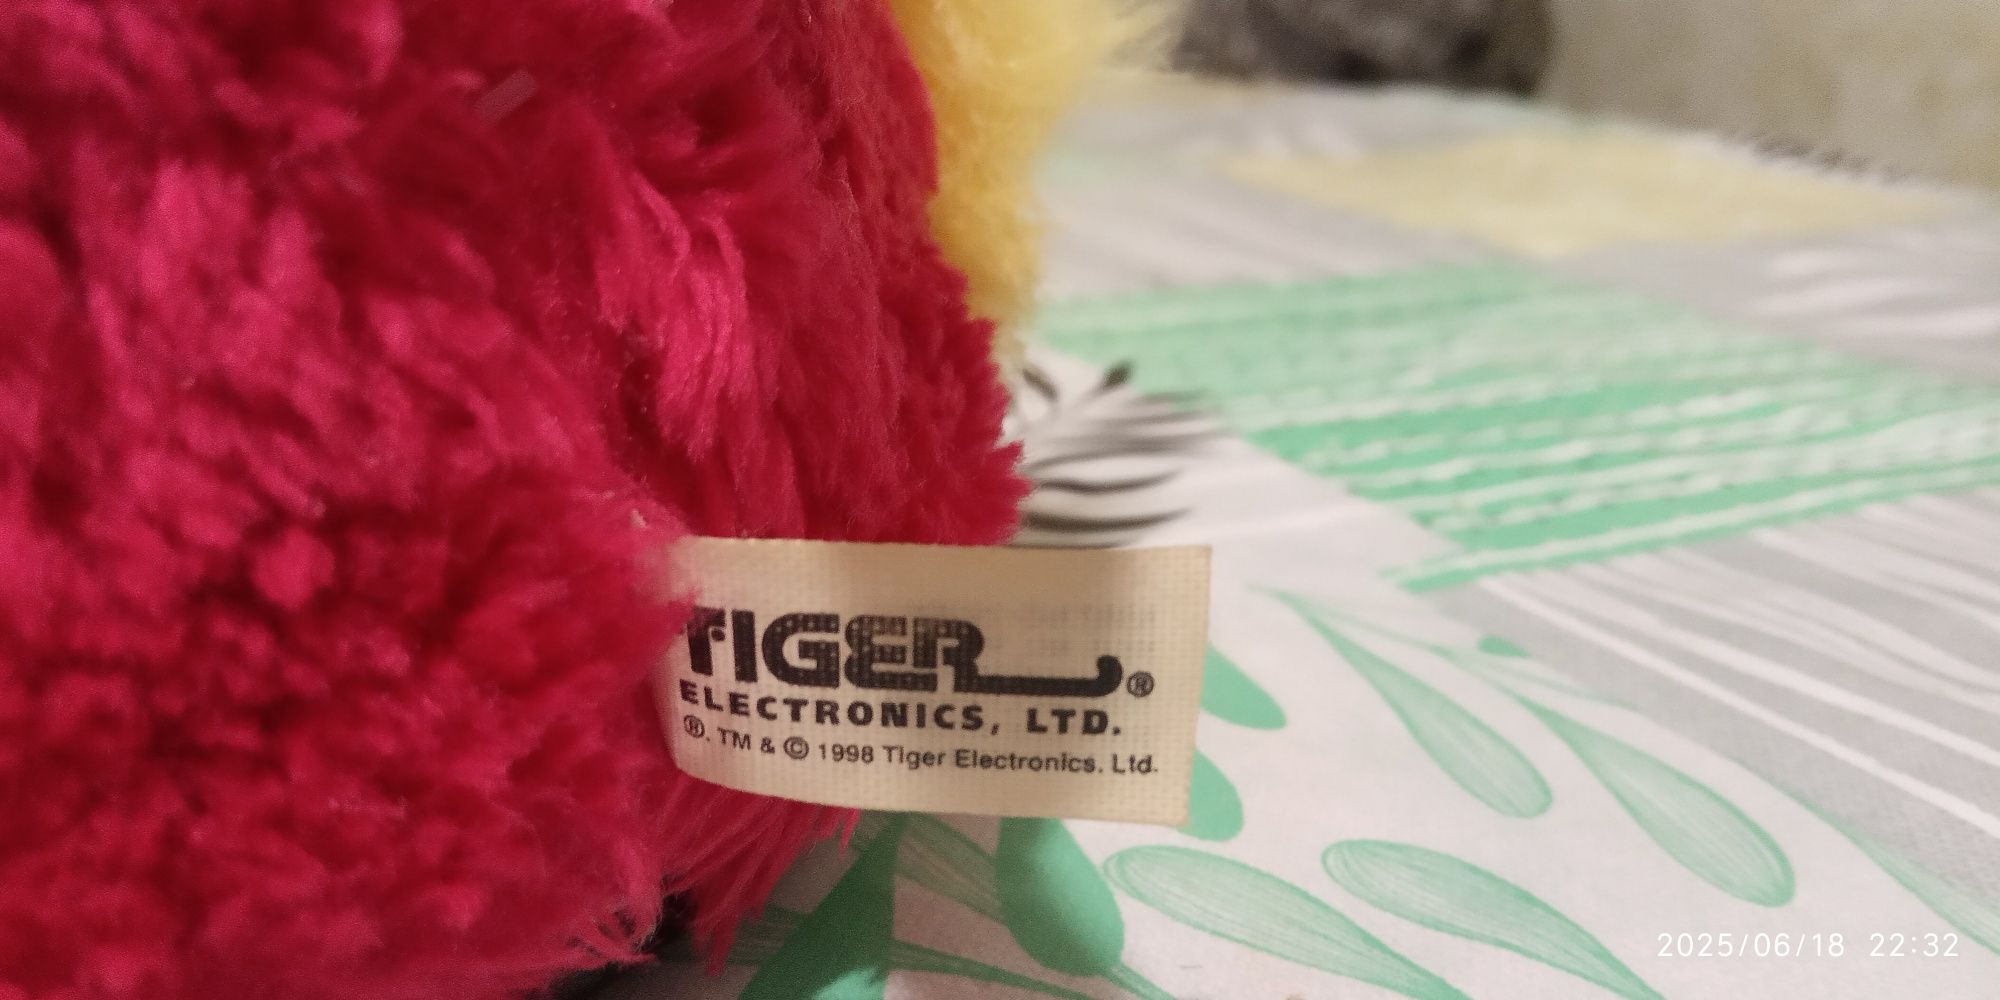 TIGER®
ELECTRONICS, LTD.
®. TM & © 1998 Tiger Electronics. Ltd.
2025/06/18 22:32